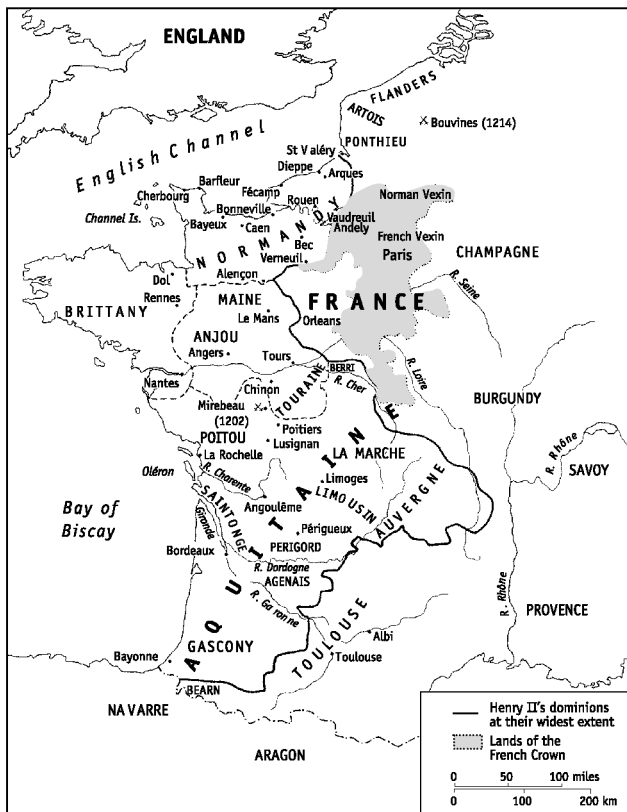 ENGLAND
FLANDERS
ARTOIS
Bouvines (1214)
PONTHIEU
English Channel
St Valéry
Dieppe
Arques
Barfleur
Cherbourg
Fécamp
Rouen
Norman Vexin
Channel Is.
Bonneville
Vaudreuil
Bayeux
Caen
Andely
NORMANDY
Bec
French Vexin
Verneuil
Paris
CHAMPAGNE
Alençon
Dol
Rennes
MAINE
FRANCE
R. Seine
BRITTANY
Le Mans
Orleans
ANJOU
Angers
Tours
BERRI
R. Loire
Nantes
Chinon
TOURAINE
R. Cher
BURGUNDY
Mirebeau
(1202)
Poitiers
POITOU
Lusignan
La Rochelle
LA MARCHE
R. Rhône
SAVOY
Oléron
R. Charente
Limoges
LIMOUSIN
AUVERGNE
Angoulême
SAINTONGE
Bay of
Biscay
Gironde
Périgueux
PERIGORD
Bordeaux
R. Dordogne
AGENAIS
R. Rhône
AQUITAINE
R. Garonne
PROVENCE
TOULOUSE
Albi
GASCONY
Toulouse
Bayonne
BEARN
NAVARRE
ARAGON
Henry II's dominions
at their widest extent
Lands of the
French Crown
0 50 100 miles
0 100 200 km